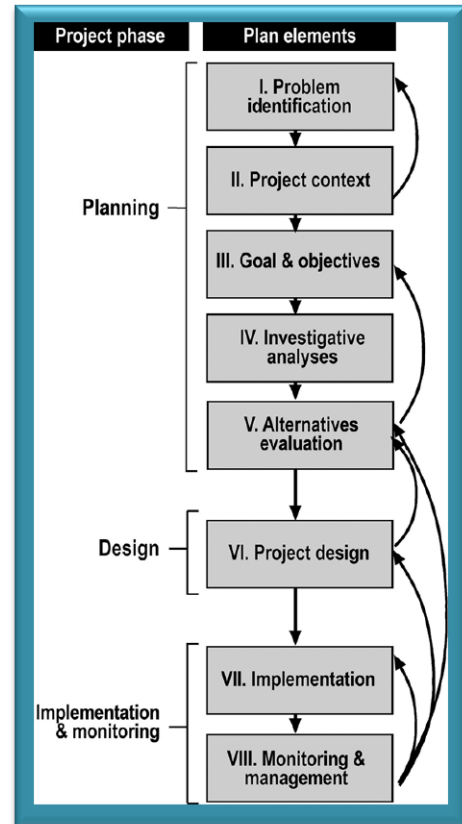 Project phase
Plan elements
I. Problem
identification
II. Project context
Planning
III. Goal & objectives
IV. Investigative
analyses
V. Alternatives
evaluation
Design
VI. Project design
VII. Implementation
Implementation
& monitoring
VIII. Monitoring &
management